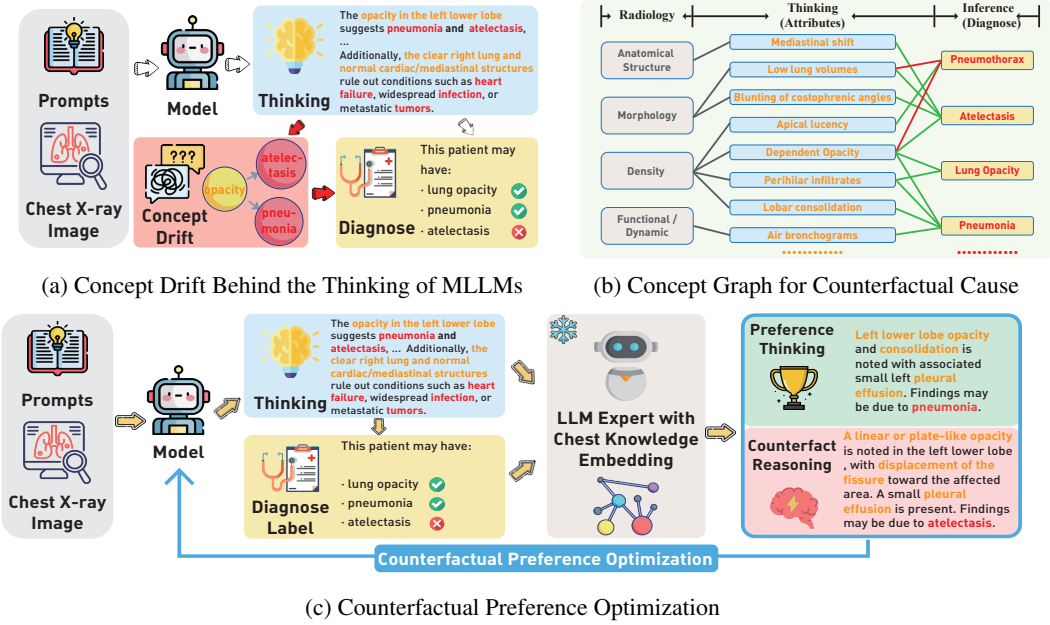 Prompts
Chest X-ray
Image
Model
Thinking
The opacity in the left lower lobe
suggests pneumonia and atelectasis,
...
Additionally, the clear right lung and
normal cardiac/mediastinal structures
rule out conditions such as heart
failure, widespread infection, or
metastatic tumors.
???
Concept
Drift
opacity
atelec-
tasis
pneu-
monia
Diagnose
This patient may
have:
· lung opacity
· pneumonia
· atelectasis
(a) Concept Drift Behind the Thinking of MLLMs
Radiology
Thinking
(Attributes)
Inference
(Diagnose)
Anatomical
Structure
Morphology
Density
Functional /
Dynamic
Mediastinal shift
Low lung volumes
Blunting of costophrenic angles
Apical lucency
Dependent Opacity
Perihilar infiltrates
Lobar consolidation
Air bronchograms
............
Pneumothorax
Atelectasis
Lung Opacity
Pneumonia
............
(b) Concept Graph for Counterfactual Cause
Prompts
Chest X-ray
Image
Model
Thinking
The opacity in the left lower lobe
suggests pneumonia and
atelectasis, ... Additionally, the
clear right lung and normal
cardiac/mediastinal structures
rule out conditions such as heart
failure, widespread infection, or
metastatic tumors.
Diagnose
Label
This patient may have:
· lung opacity
· pneumonia
· atelectasis
LLM Expert with
Chest Knowledge
Embedding
Preference
Thinking
Left lower lobe opacity
and consolidation is
noted with associated
small left pleural
effusion. Findings may
be due to pneumonia.
Counterfact
Reasoning
A linear or plate-like opacity
is noted in the left lower lobe
, with displacement of the
fissure toward the affected
area. A small pleural
effusion is present. Findings
may be due to atelectasis.
Counterfactual Preference Optimization
(c) Counterfactual Preference Optimization